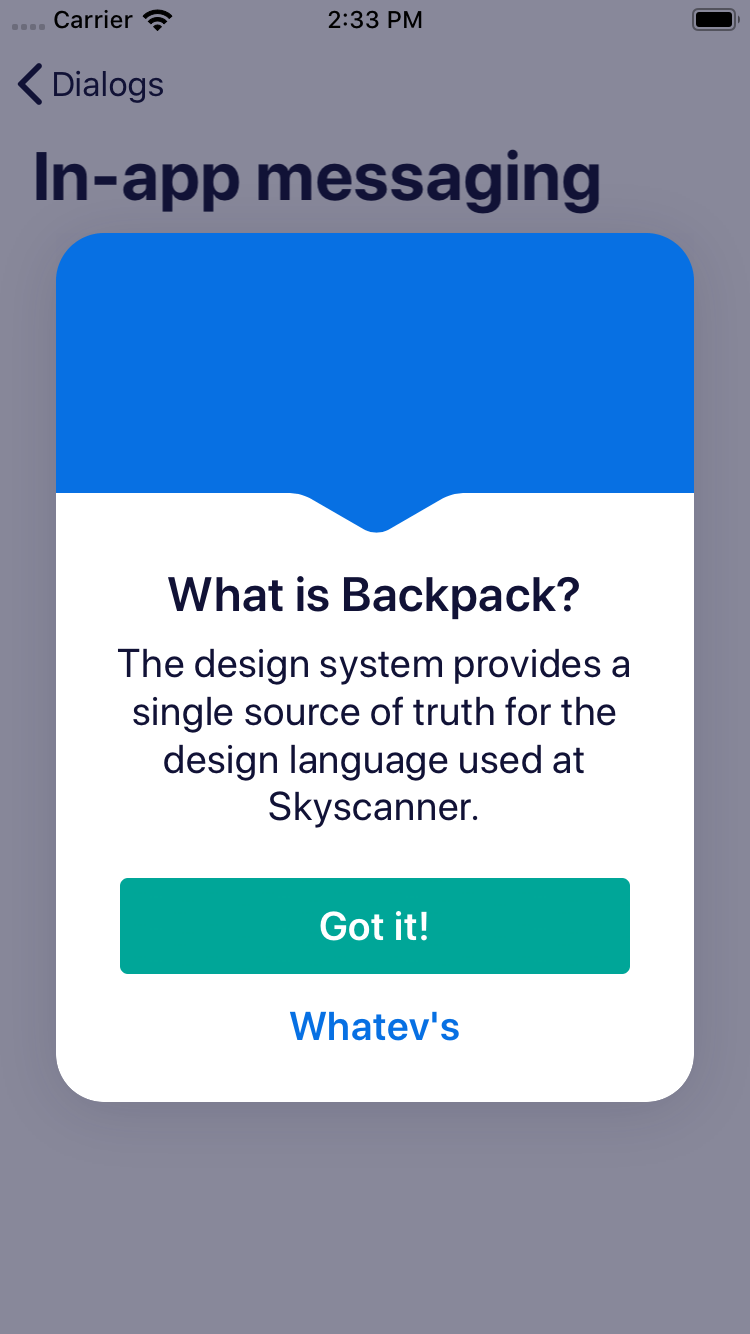 Carrier 2:33 PM
Dialogs
In-app messaging
What is Backpack?
The design system provides a
single source of truth for the
design language used at
Skyscanner.
Got it!
Whatev's